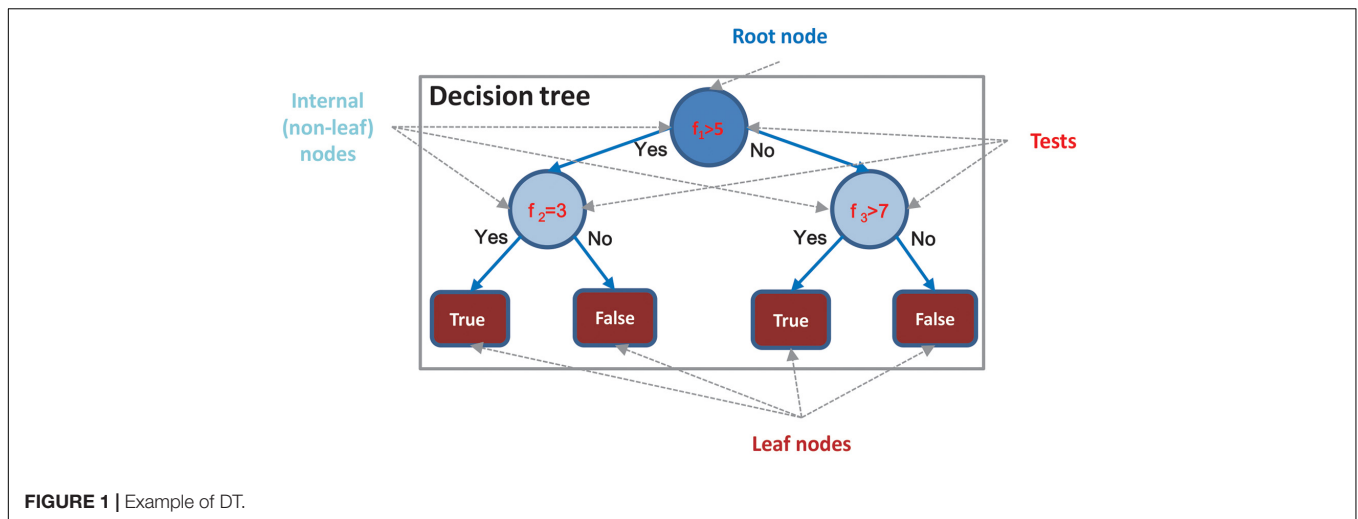 Root node
Decision tree
Internal
(non-leaf)
nodes
f1>5
Tests
Yes
No
f2=3
f3>7
Yes
No
Yes
No
True
False
True
False
Leaf nodes
FIGURE 1 | Example of DT.